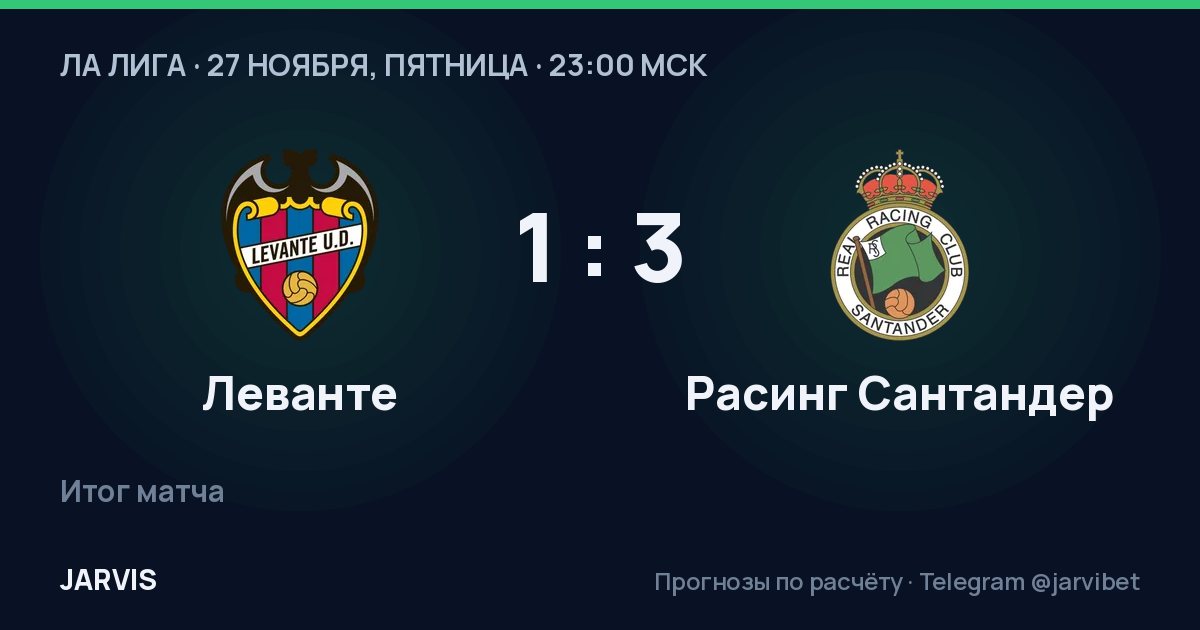 ЛА ЛИГА · 27 НОЯБРЯ, ПЯТНИЦА · 23:00 МСК
LEVANTE U.D.
1 : 3
REAL RACING CLUB
RS
SANTANDER
Леванте
Расинг Сантандер
Итог матча
JARVIS
Прогнозы по расчёту · Telegram @jarvibet